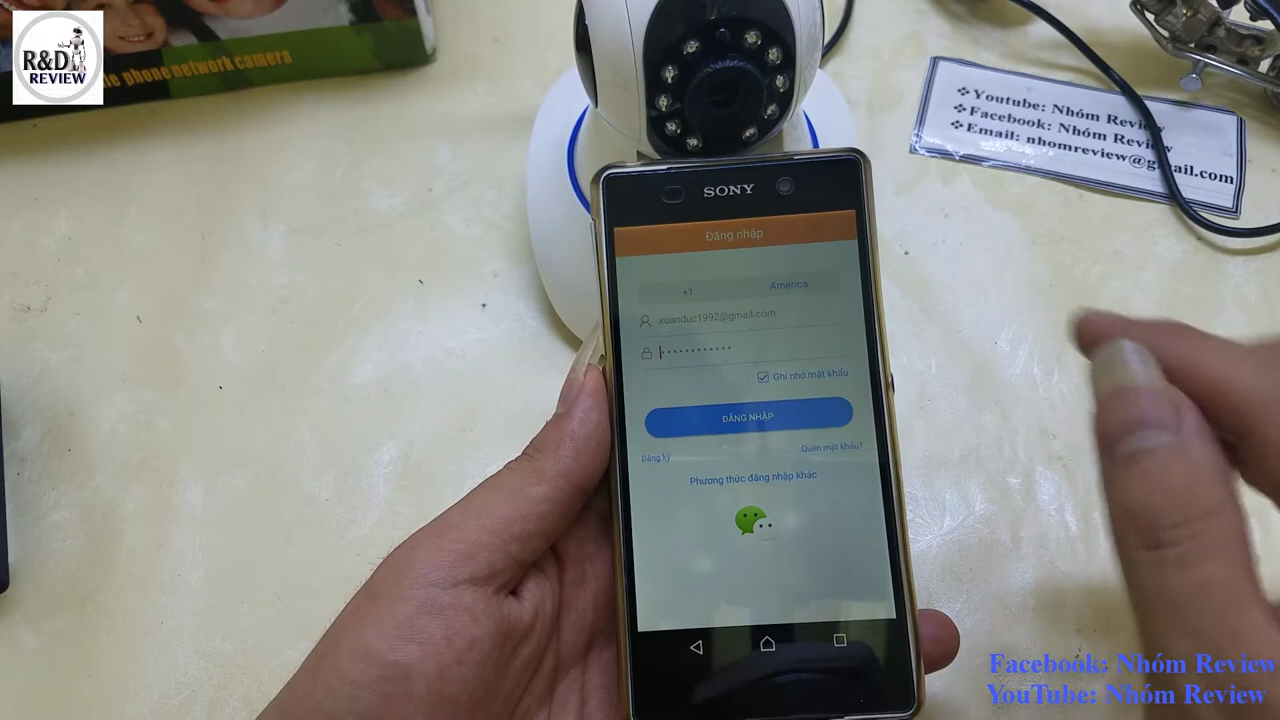 R&D
REVIEW
le phone network camera
❖Youtube: Nhóm Review
❖Facebook: Nhóm Review
❖Email: nhomreview@gmail.com
SONY
Đăng nhập
+1
America
xuanduc1992@gmail.com
Ghi nhớ mật khẩu
ĐĂNG NHẬP
Đăng ký
Quên mật khẩu?
Phương thức đăng nhập khác
Facebook: Nhóm Review
YouTube: Nhóm Review